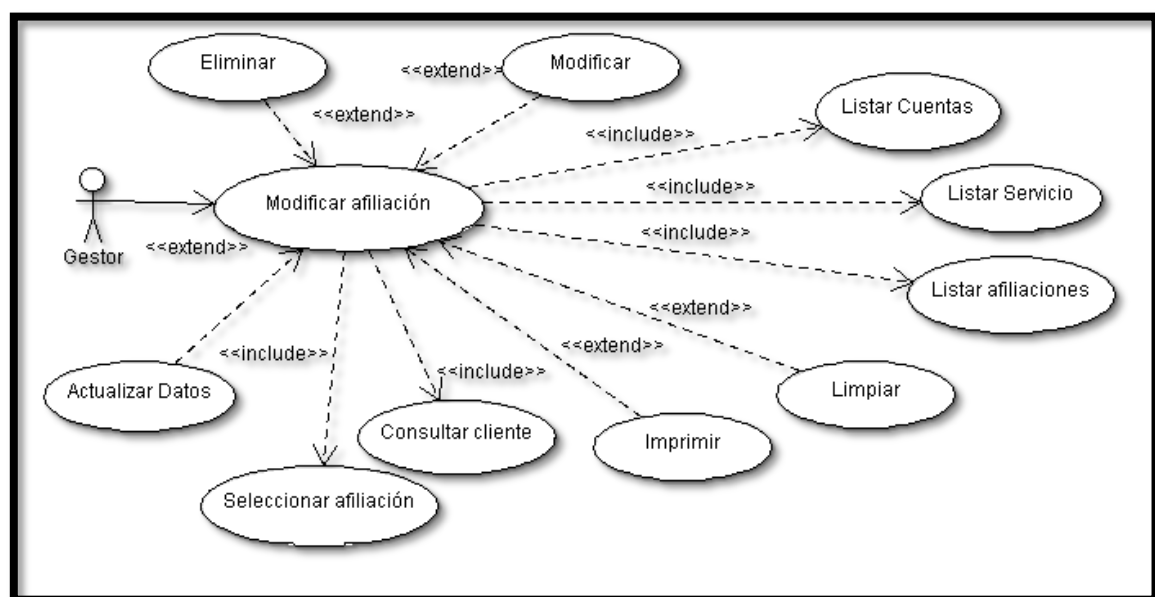 Eliminar
<<extend>>
Modificar
<<extend>>
Listar Cuentas
<<include>>
Modificar afiliación
<<include>>
Listar Servicio
<<include>>
Gestor
<<extend>>
Listar afiliaciones
<<extend>>
<<extend>>
<<include>>
Actualizar Datos
<<include>>
Limpiar
Consultar cliente
Imprimir
Seleccionar afiliación